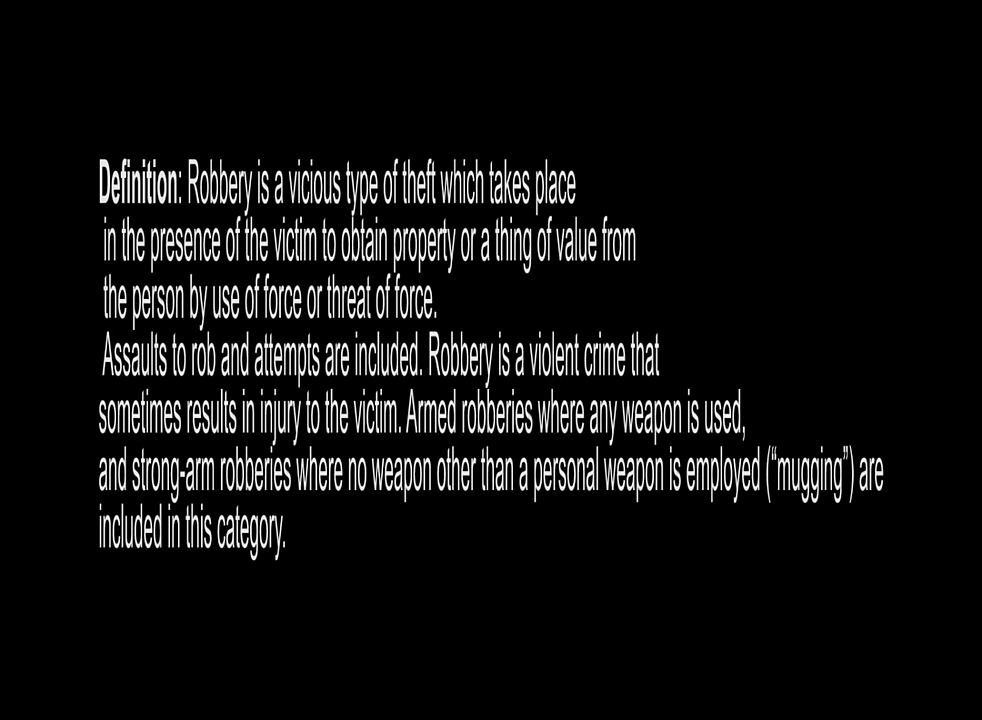 Definition: Robbery is a vicious type of theft which takes place
in the presence of the victim to obtain property or a thing of value from
the person by use of force or threat of force.
Assaults to rob and attempts are included. Robbery is a violent crime that
sometimes results in injury to the victim. Armed robberies where any weapon is used,
and strong-arm robberies where no weapon other than a personal weapon is employed (“mugging”) are
included in this category.